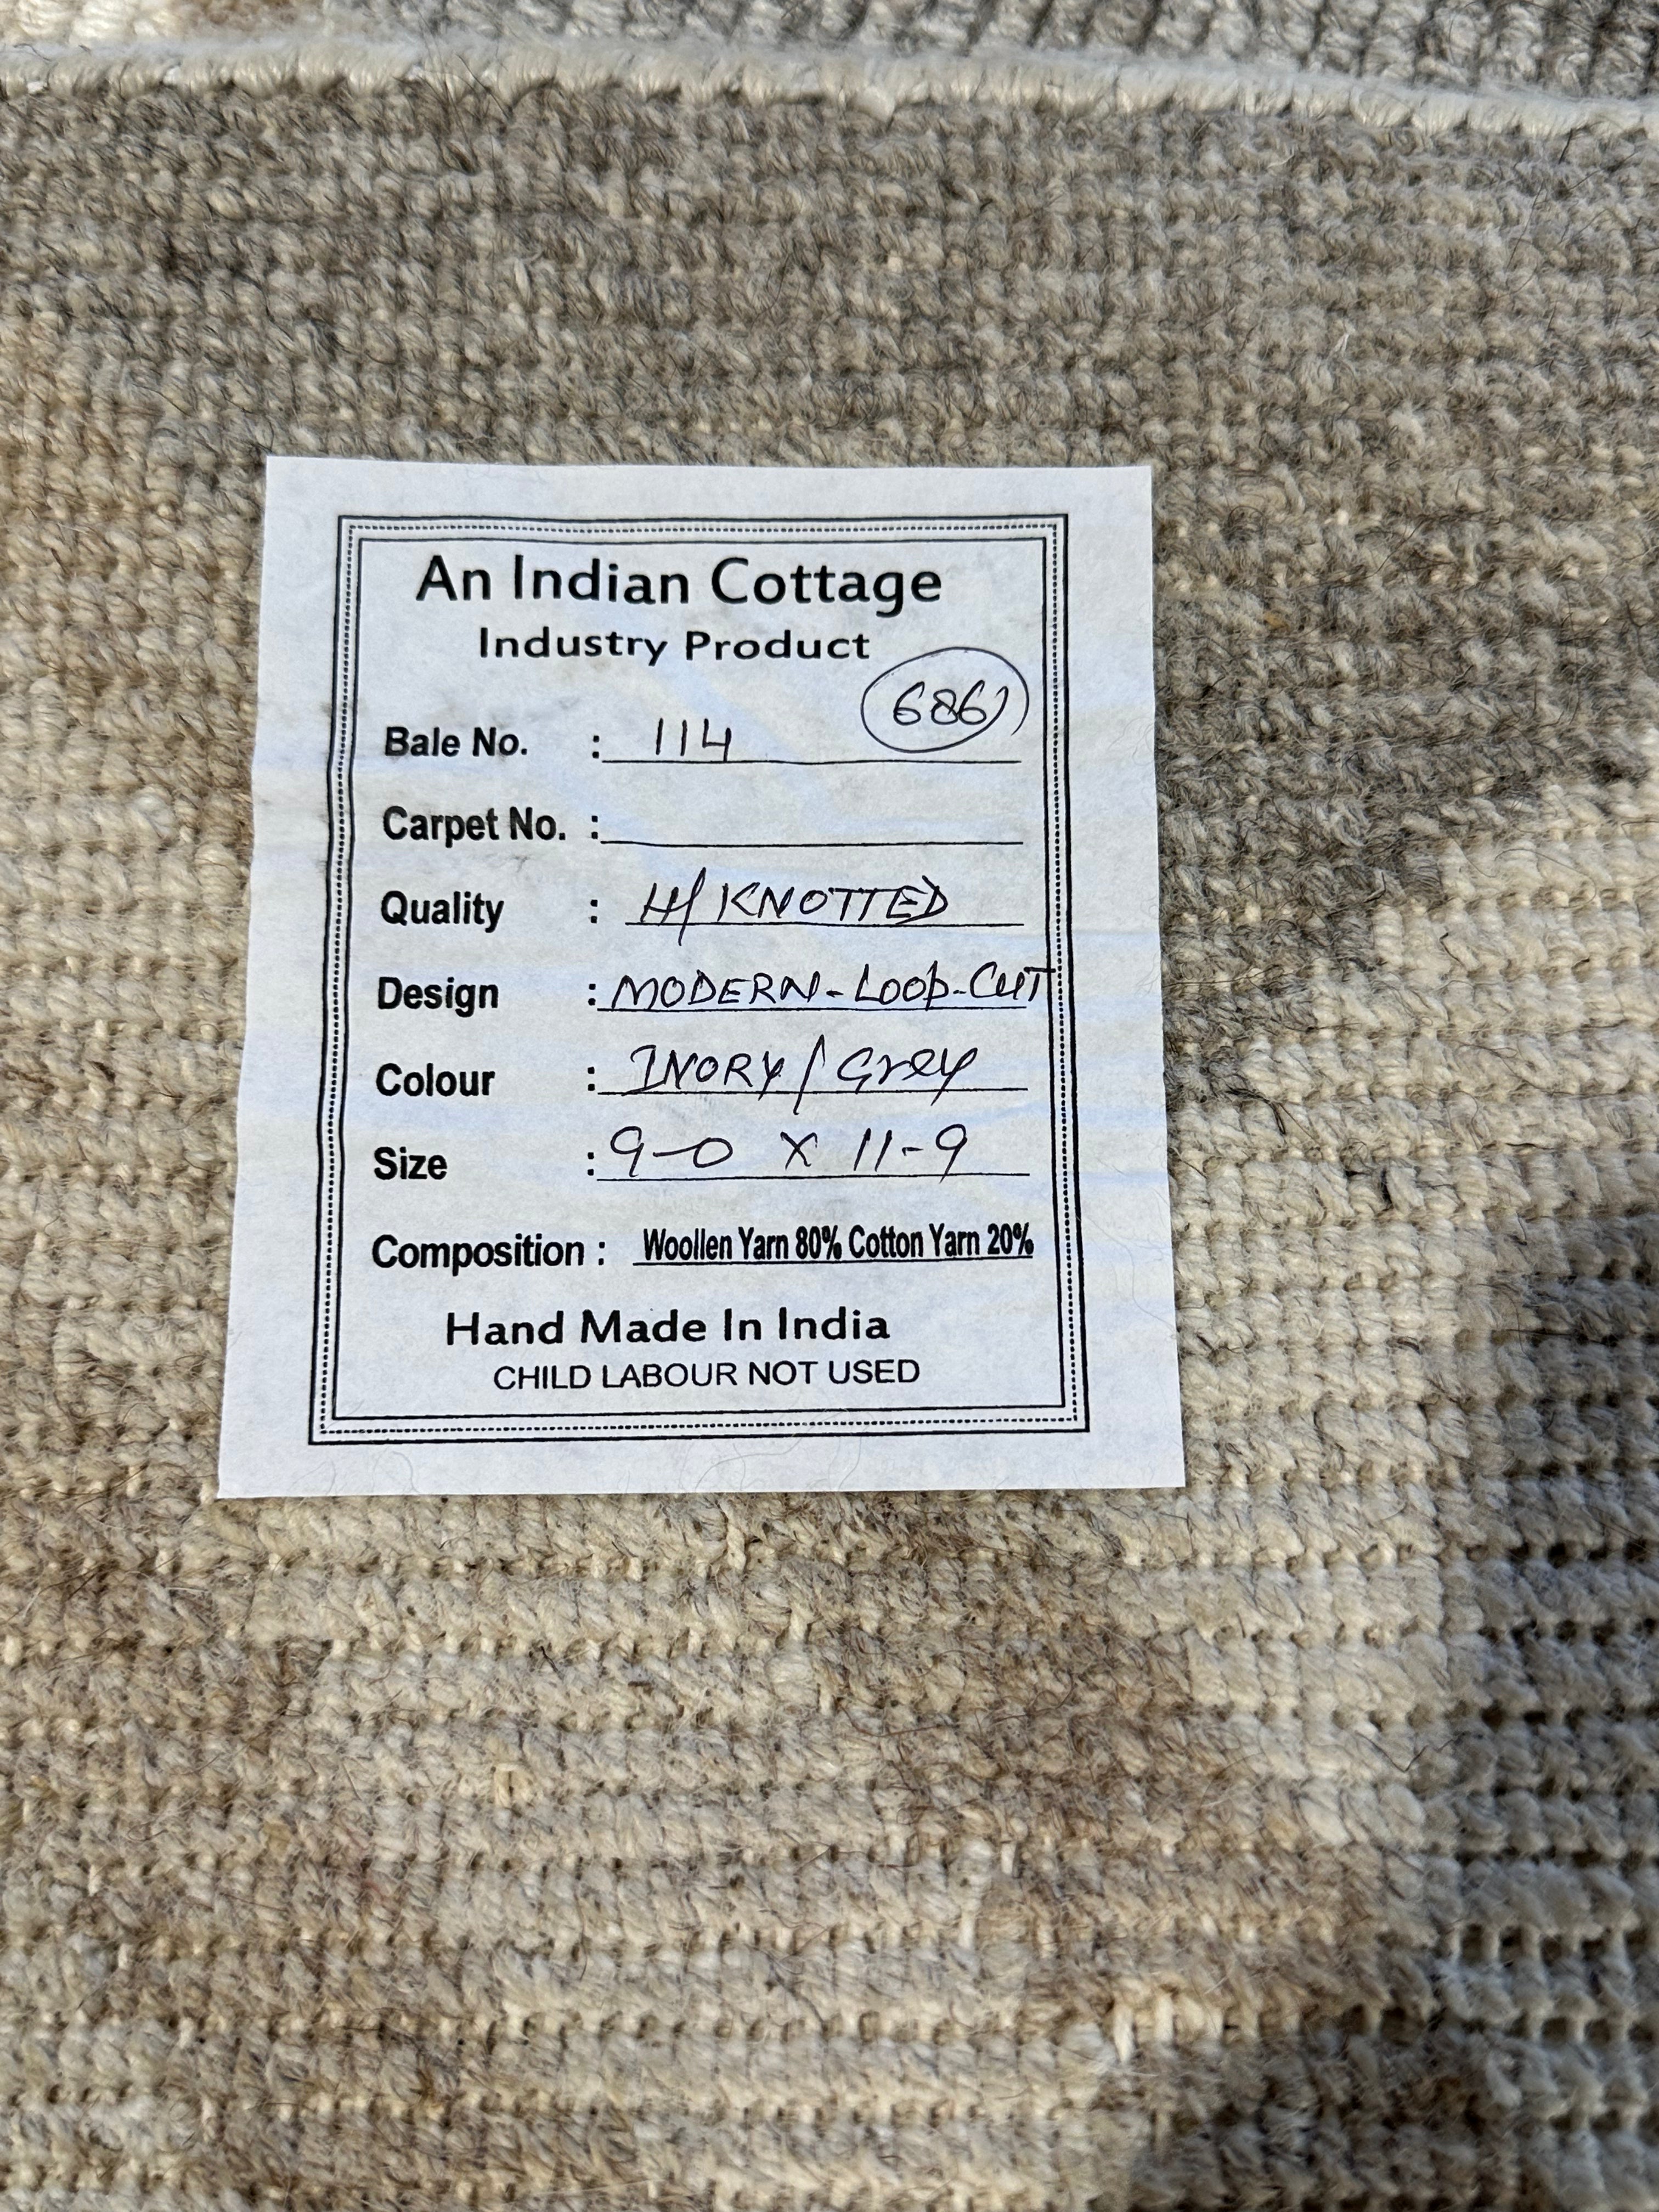 An Indian Cottage
Industry Product
Bale No. : 114
Carpet No. :
Quality : H/KNOTTED
Design : MODERN-LOOP-CUT
Colour : IVORY/Grey
Size : 9-0 X 11-9
Composition : Woollen Yarn 80% Cotton Yarn 20%
Hand Made In India
CHILD LABOUR NOT USED